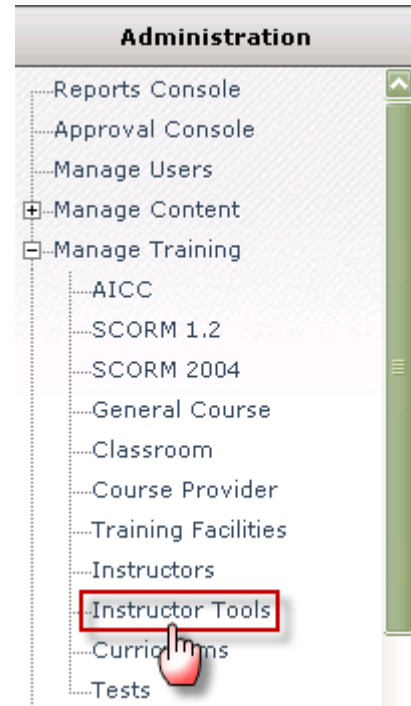 Administration
Reports Console
Approval Console
Manage Users
Manage Content
Manage Training
AICC
SCORM 1.2
SCORM 2004
General Course
Classroom
Course Provider
Training Facilities
Instructors
Instructor Tools
Tests